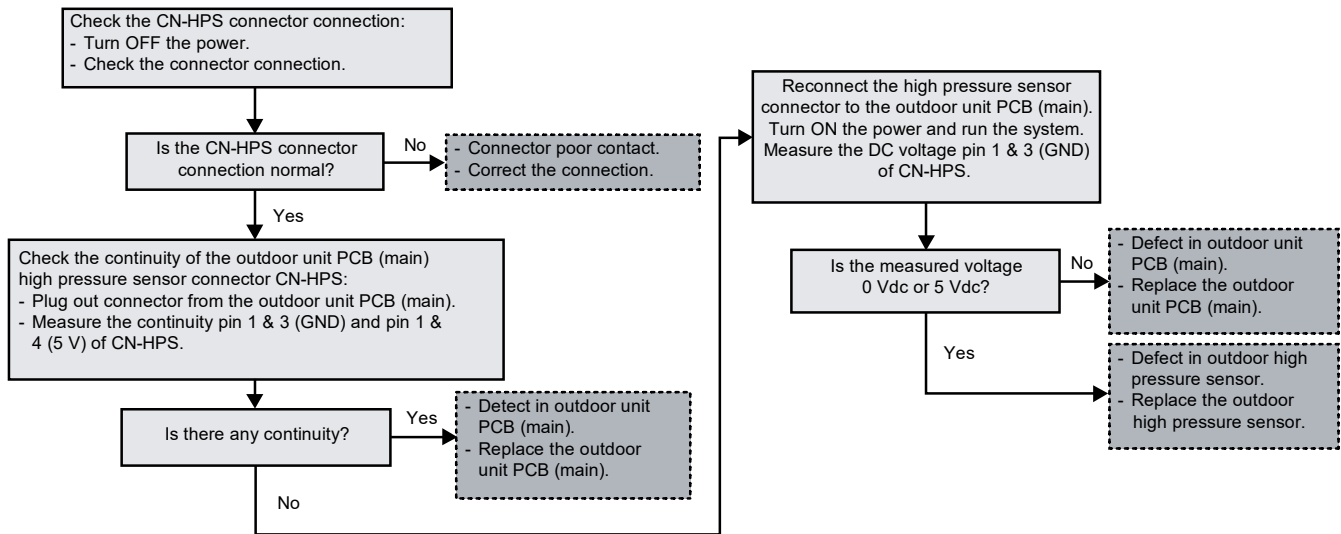 Check the CN-HPS connector connection:
- Turn OFF the power.
- Check the connector connection.
Is the CN-HPS connector
connection normal?
No
- Connector poor contact.
- Correct the connection.
Yes
Check the continuity of the outdoor unit PCB (main)
high pressure sensor connector CN-HPS:
- Plug out connector from the outdoor unit PCB (main).
- Measure the continuity pin 1 & 3 (GND) and pin 1 &
4 (5 V) of CN-HPS.
Is there any continuity?
Yes
- Detect in outdoor unit
PCB (main).
- Replace the outdoor
unit PCB (main).
No
Reconnect the high pressure sensor
connector to the outdoor unit PCB (main).
Turn ON the power and run the system.
Measure the DC voltage pin 1 & 3 (GND)
of CN-HPS.
Is the measured voltage
0 Vdc or 5 Vdc?
No
- Defect in outdoor unit
PCB (main).
- Replace the outdoor
unit PCB (main).
Yes
- Defect in outdoor high
pressure sensor.
- Replace the outdoor
high pressure sensor.